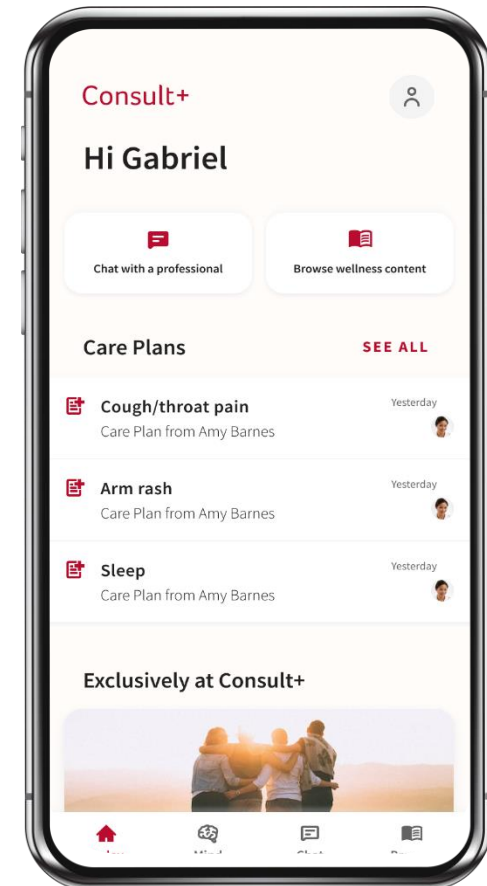 Consult+
Hi Gabriel
Chat with a professional
Browse wellness content
Care Plans
SEE ALL
Cough/throat pain
Yesterday
Care Plan from Amy Barnes
Arm rash
Yesterday
Care Plan from Amy Barnes
Sleep
Yesterday
Care Plan from Amy Barnes
Exclusively at Consult+